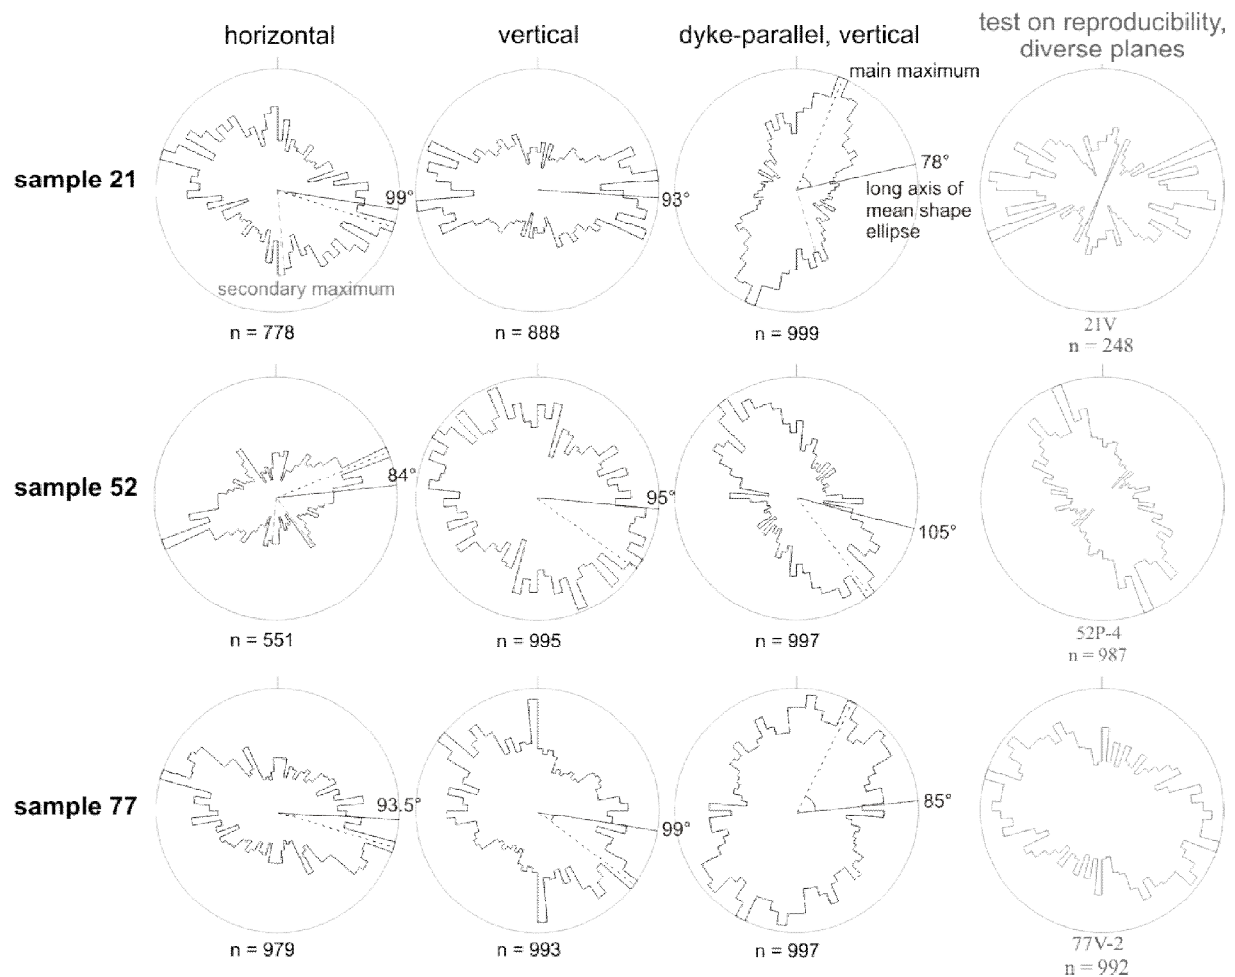 horizontal
vertical
dyke-parallel, vertical
test on reproducibility,
diverse planes
sample 21
99°
secondary maximum
n = 778
93°
n = 888
main maximum
78°
long axis of
mean shape
ellipse
n = 999
21V
n = 248
sample 52
84°
n = 551
95°
n = 995
105°
n = 997
52P-4
n = 987
sample 77
93.5°
n = 979
99°
n = 993
85°
n = 997
77V-2
n = 992